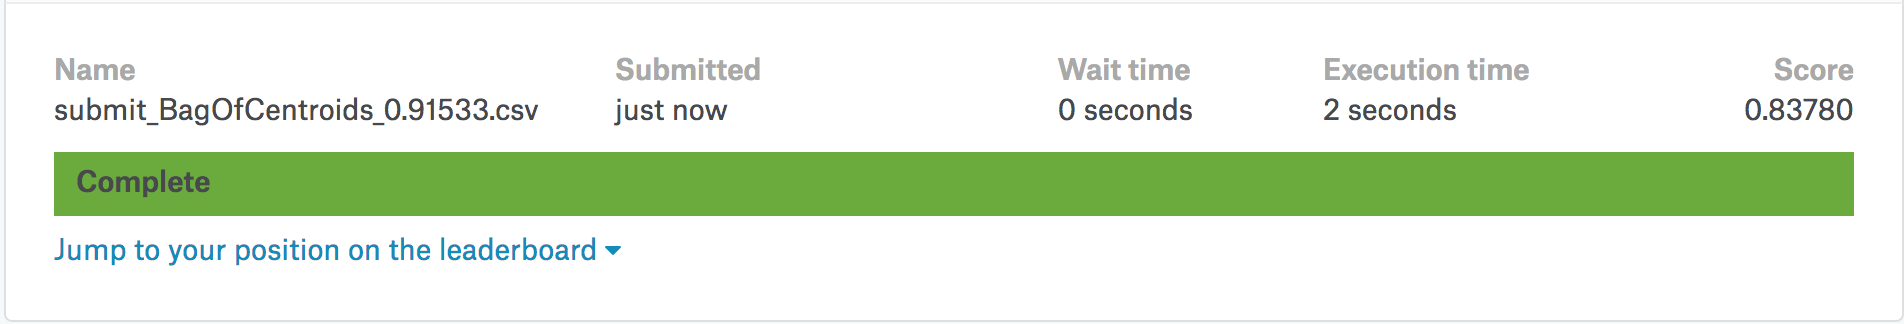 Name Submitted Wait time Execution time Score
submit_BagOfCentroids_0.91533.csv just now 0 seconds 2 seconds 0.83780
Complete
Jump to your position on the leaderboard